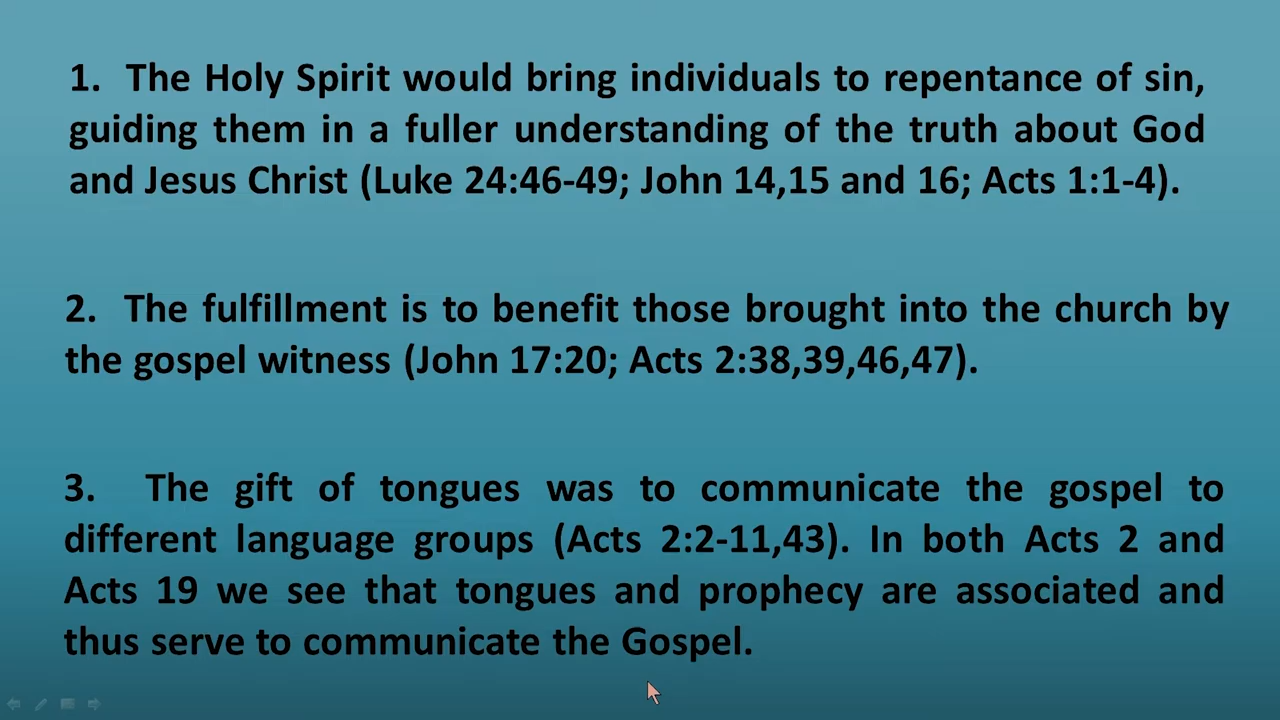 1. The Holy Spirit would bring individuals to repentance of sin,
guiding them in a fuller understanding of the truth about God
and Jesus Christ (Luke 24:46-49; John 14,15 and 16; Acts 1:1-4).
2. The fulfillment is to benefit those brought into the church by
the gospel witness (John 17:20; Acts 2:38,39,46,47).
3. The gift of tongues was to communicate the gospel to
different language groups (Acts 2:2-11,43). In both Acts 2 and
Acts 19 we see that tongues and prophecy are associated and
thus serve to communicate the Gospel.